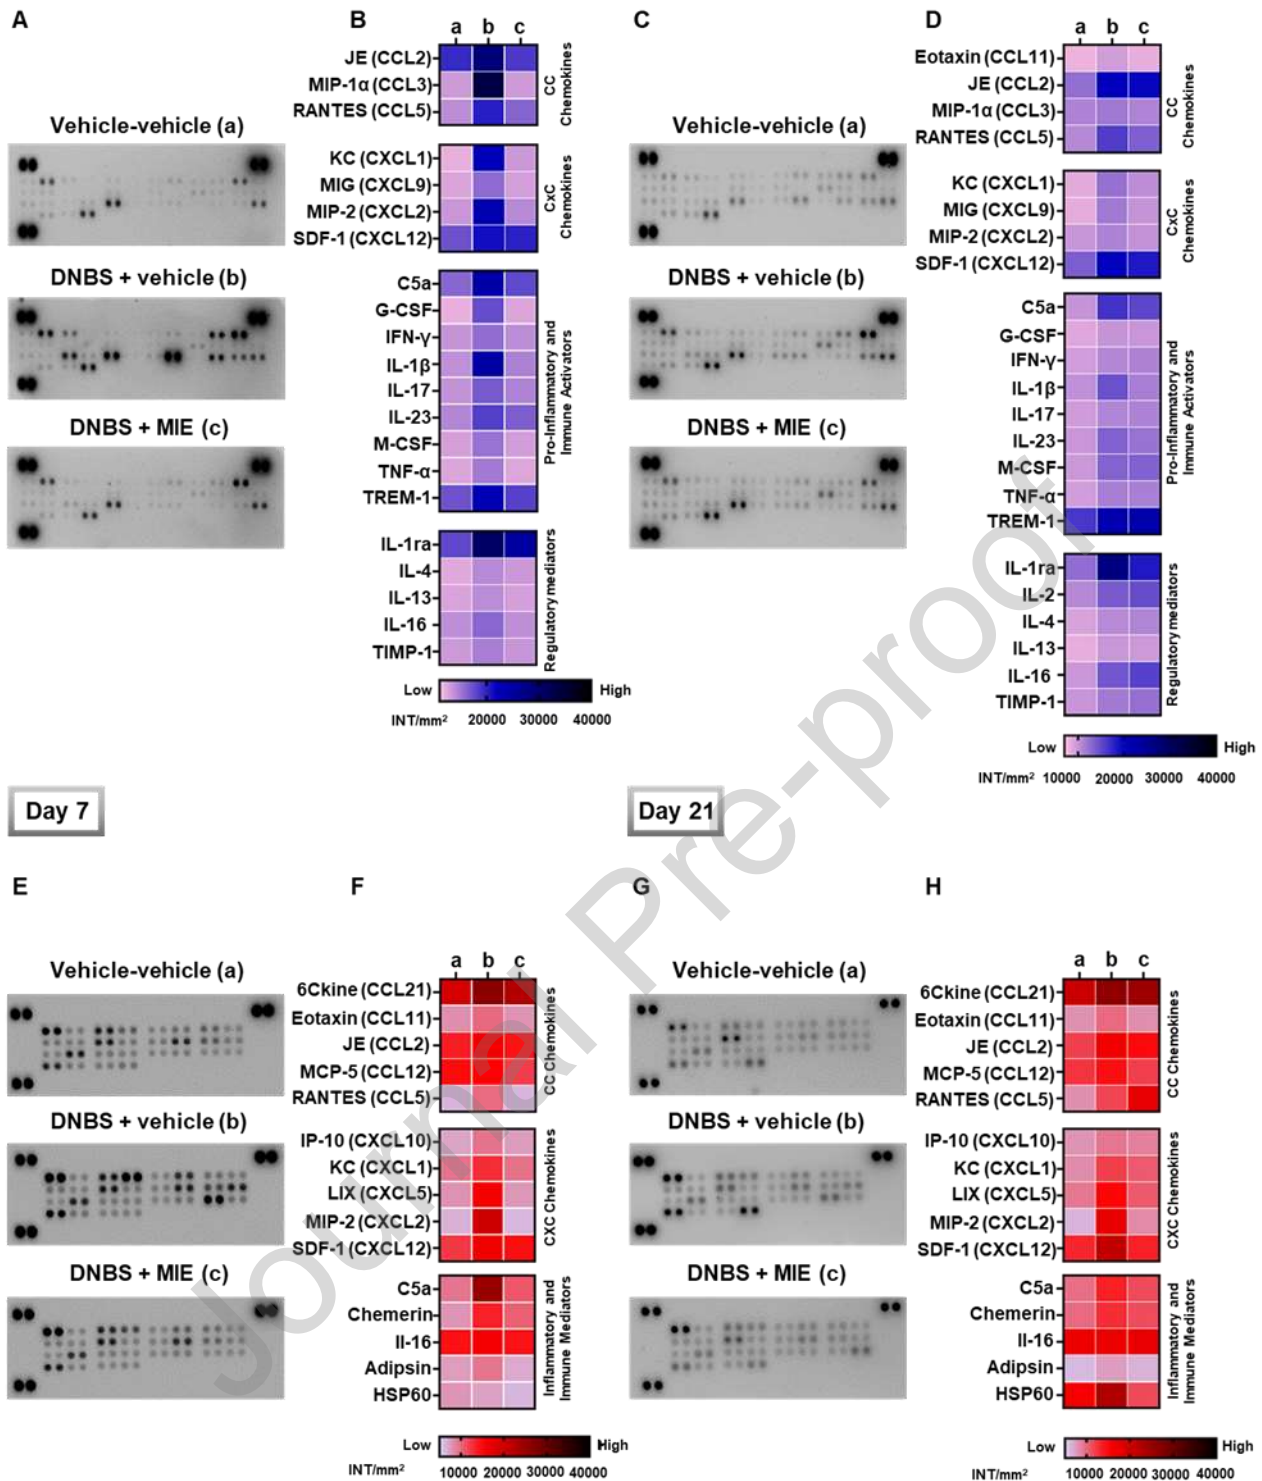 A
Vehicle-vehicle (a)
DNBS + vehicle (b)
DNBS + MIE (c)
B
a b c
JE (CCL2)
MIP-1α (CCL3)
RANTES (CCL5)
CC
Chemokines
KC (CXCL1)
MIG (CXCL9)
MIP-2 (CXCL2)
SDF-1 (CXCL12)
CxC
Chemokines
C5a
G-CSF
IFN-γ
IL-1β
IL-17
IL-23
M-CSF
TNF-α
TREM-1
Pro-Inflammatory and
Immune Activators
IL-1ra
IL-4
IL-13
IL-16
TIMP-1
Regulatory mediators
Low High
INT/mm² 20000 30000 40000
C
Vehicle-vehicle (a)
DNBS + vehicle (b)
DNBS + MIE (c)
D
a b c
Eotaxin (CCL11)
JE (CCL2)
MIP-1α (CCL3)
RANTES (CCL5)
CC
Chemokines
KC (CXCL1)
MIG (CXCL9)
MIP-2 (CXCL2)
SDF-1 (CXCL12)
CxC
Chemokines
C5a
G-CSF
IFN-γ
IL-1β
IL-17
IL-23
M-CSF
TNF-α
TREM-1
Pro-Inflammatory and
Immune Activators
IL-1ra
IL-2
IL-4
IL-13
IL-16
TIMP-1
Regulatory mediators
Low High
INT/mm² 10000 20000 30000 40000
Day 7
Day 21
E
Vehicle-vehicle (a)
DNBS + vehicle (b)
DNBS + MIE (c)
F
a b c
6Ckine (CCL21)
Eotaxin (CCL11)
JE (CCL2)
MCP-5 (CCL12)
RANTES (CCL5)
CC Chemokines
IP-10 (CXCL10)
KC (CXCL1)
LIX (CXCL5)
MIP-2 (CXCL2)
SDF-1 (CXCL12)
CXC Chemokines
C5a
Chemerin
Il-16
Adipsin
HSP60
Inflammatory and
Immune Mediators
Low High
INT/mm² 10000 20000 30000 40000
G
Vehicle-vehicle (a)
DNBS + vehicle (b)
DNBS + MIE (c)
H
a b c
6Ckine (CCL21)
Eotaxin (CCL11)
JE (CCL2)
MCP-5 (CCL12)
RANTES (CCL5)
CC Chemokines
IP-10 (CXCL10)
KC (CXCL1)
LIX (CXCL5)
MIP-2 (CXCL2)
SDF-1 (CXCL12)
CXC Chemokines
C5a
Chemerin
Il-16
Adipsin
HSP60
Inflammatory and
Immune Mediators
Low High
INT/mm² 10000 20000 30000 40000
Journal Pre-proof